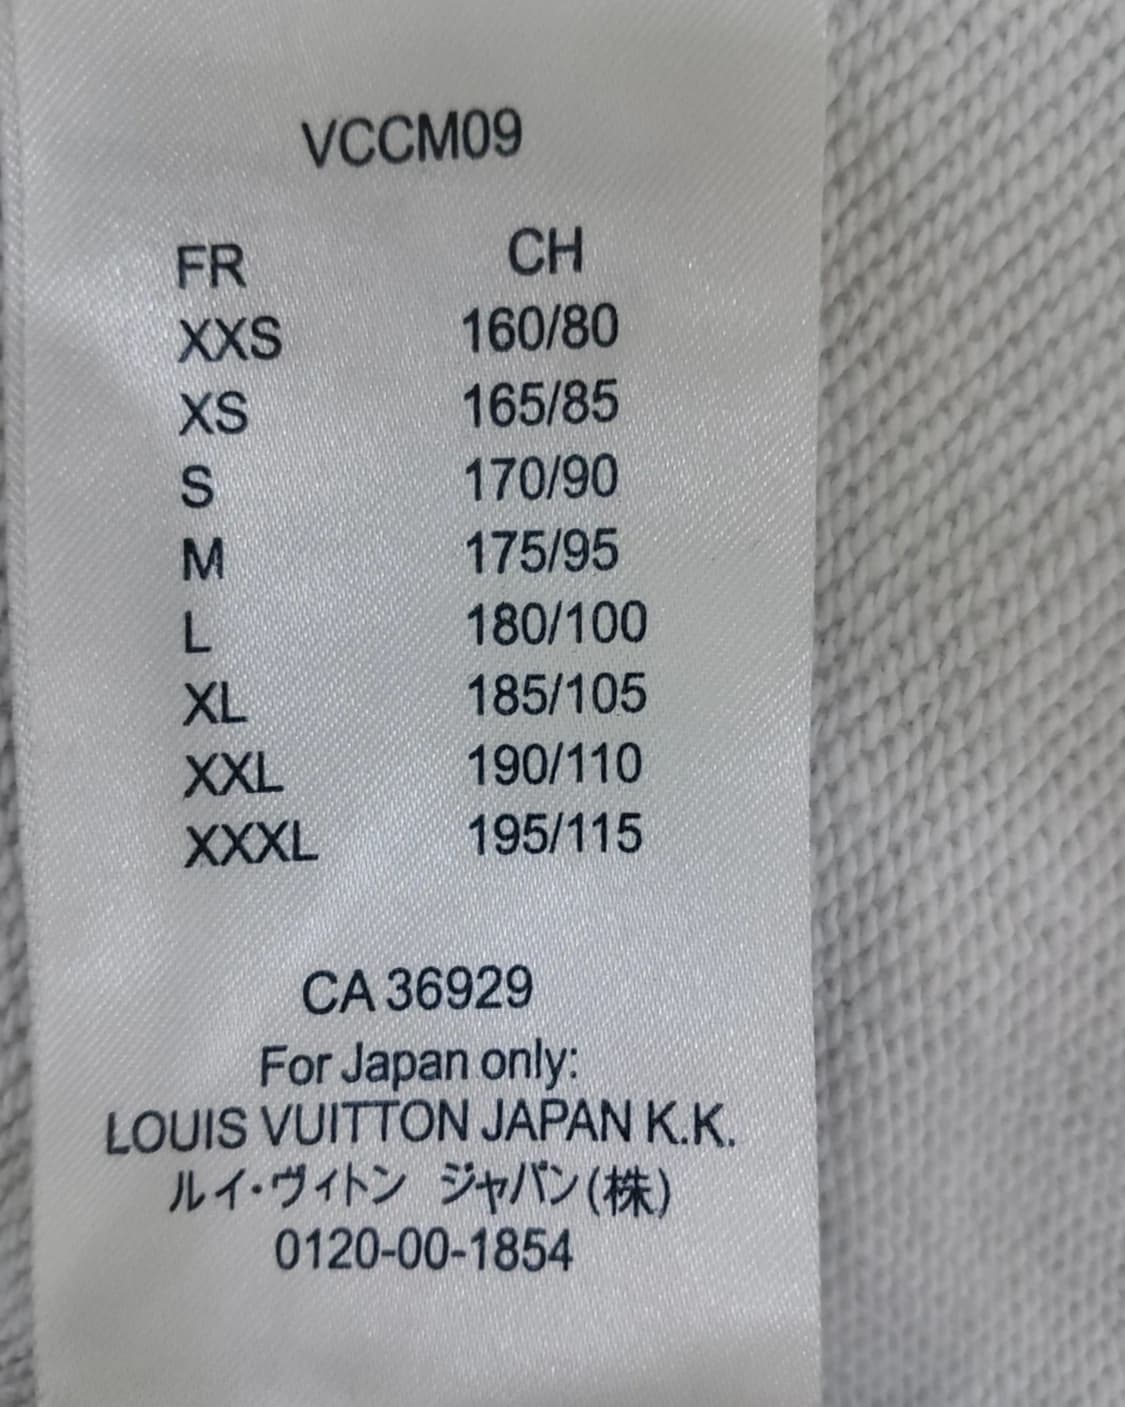 VCCM09
FR CH
XXS 160/80
XS 165/85
S 170/90
M 175/95
L 180/100
XL 185/105
XXL 190/110
XXXL 195/115
CA 36929
For Japan only:
LOUIS VUITTON JAPAN K.K.
ルイ・ヴィトン ジャパン(株)
0120-00-1854